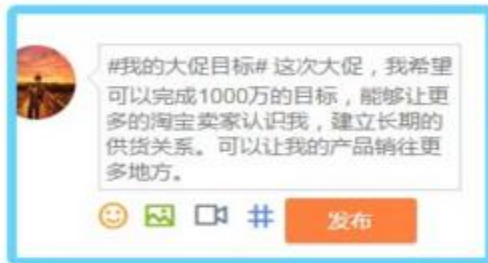 #我的大促目标# 这次大促，我希望
可以完成1000万的目标，能够让更
多的淘宝卖家认识我，建立长期的
供货关系。可以让我的产品销往更
多地方。
发布